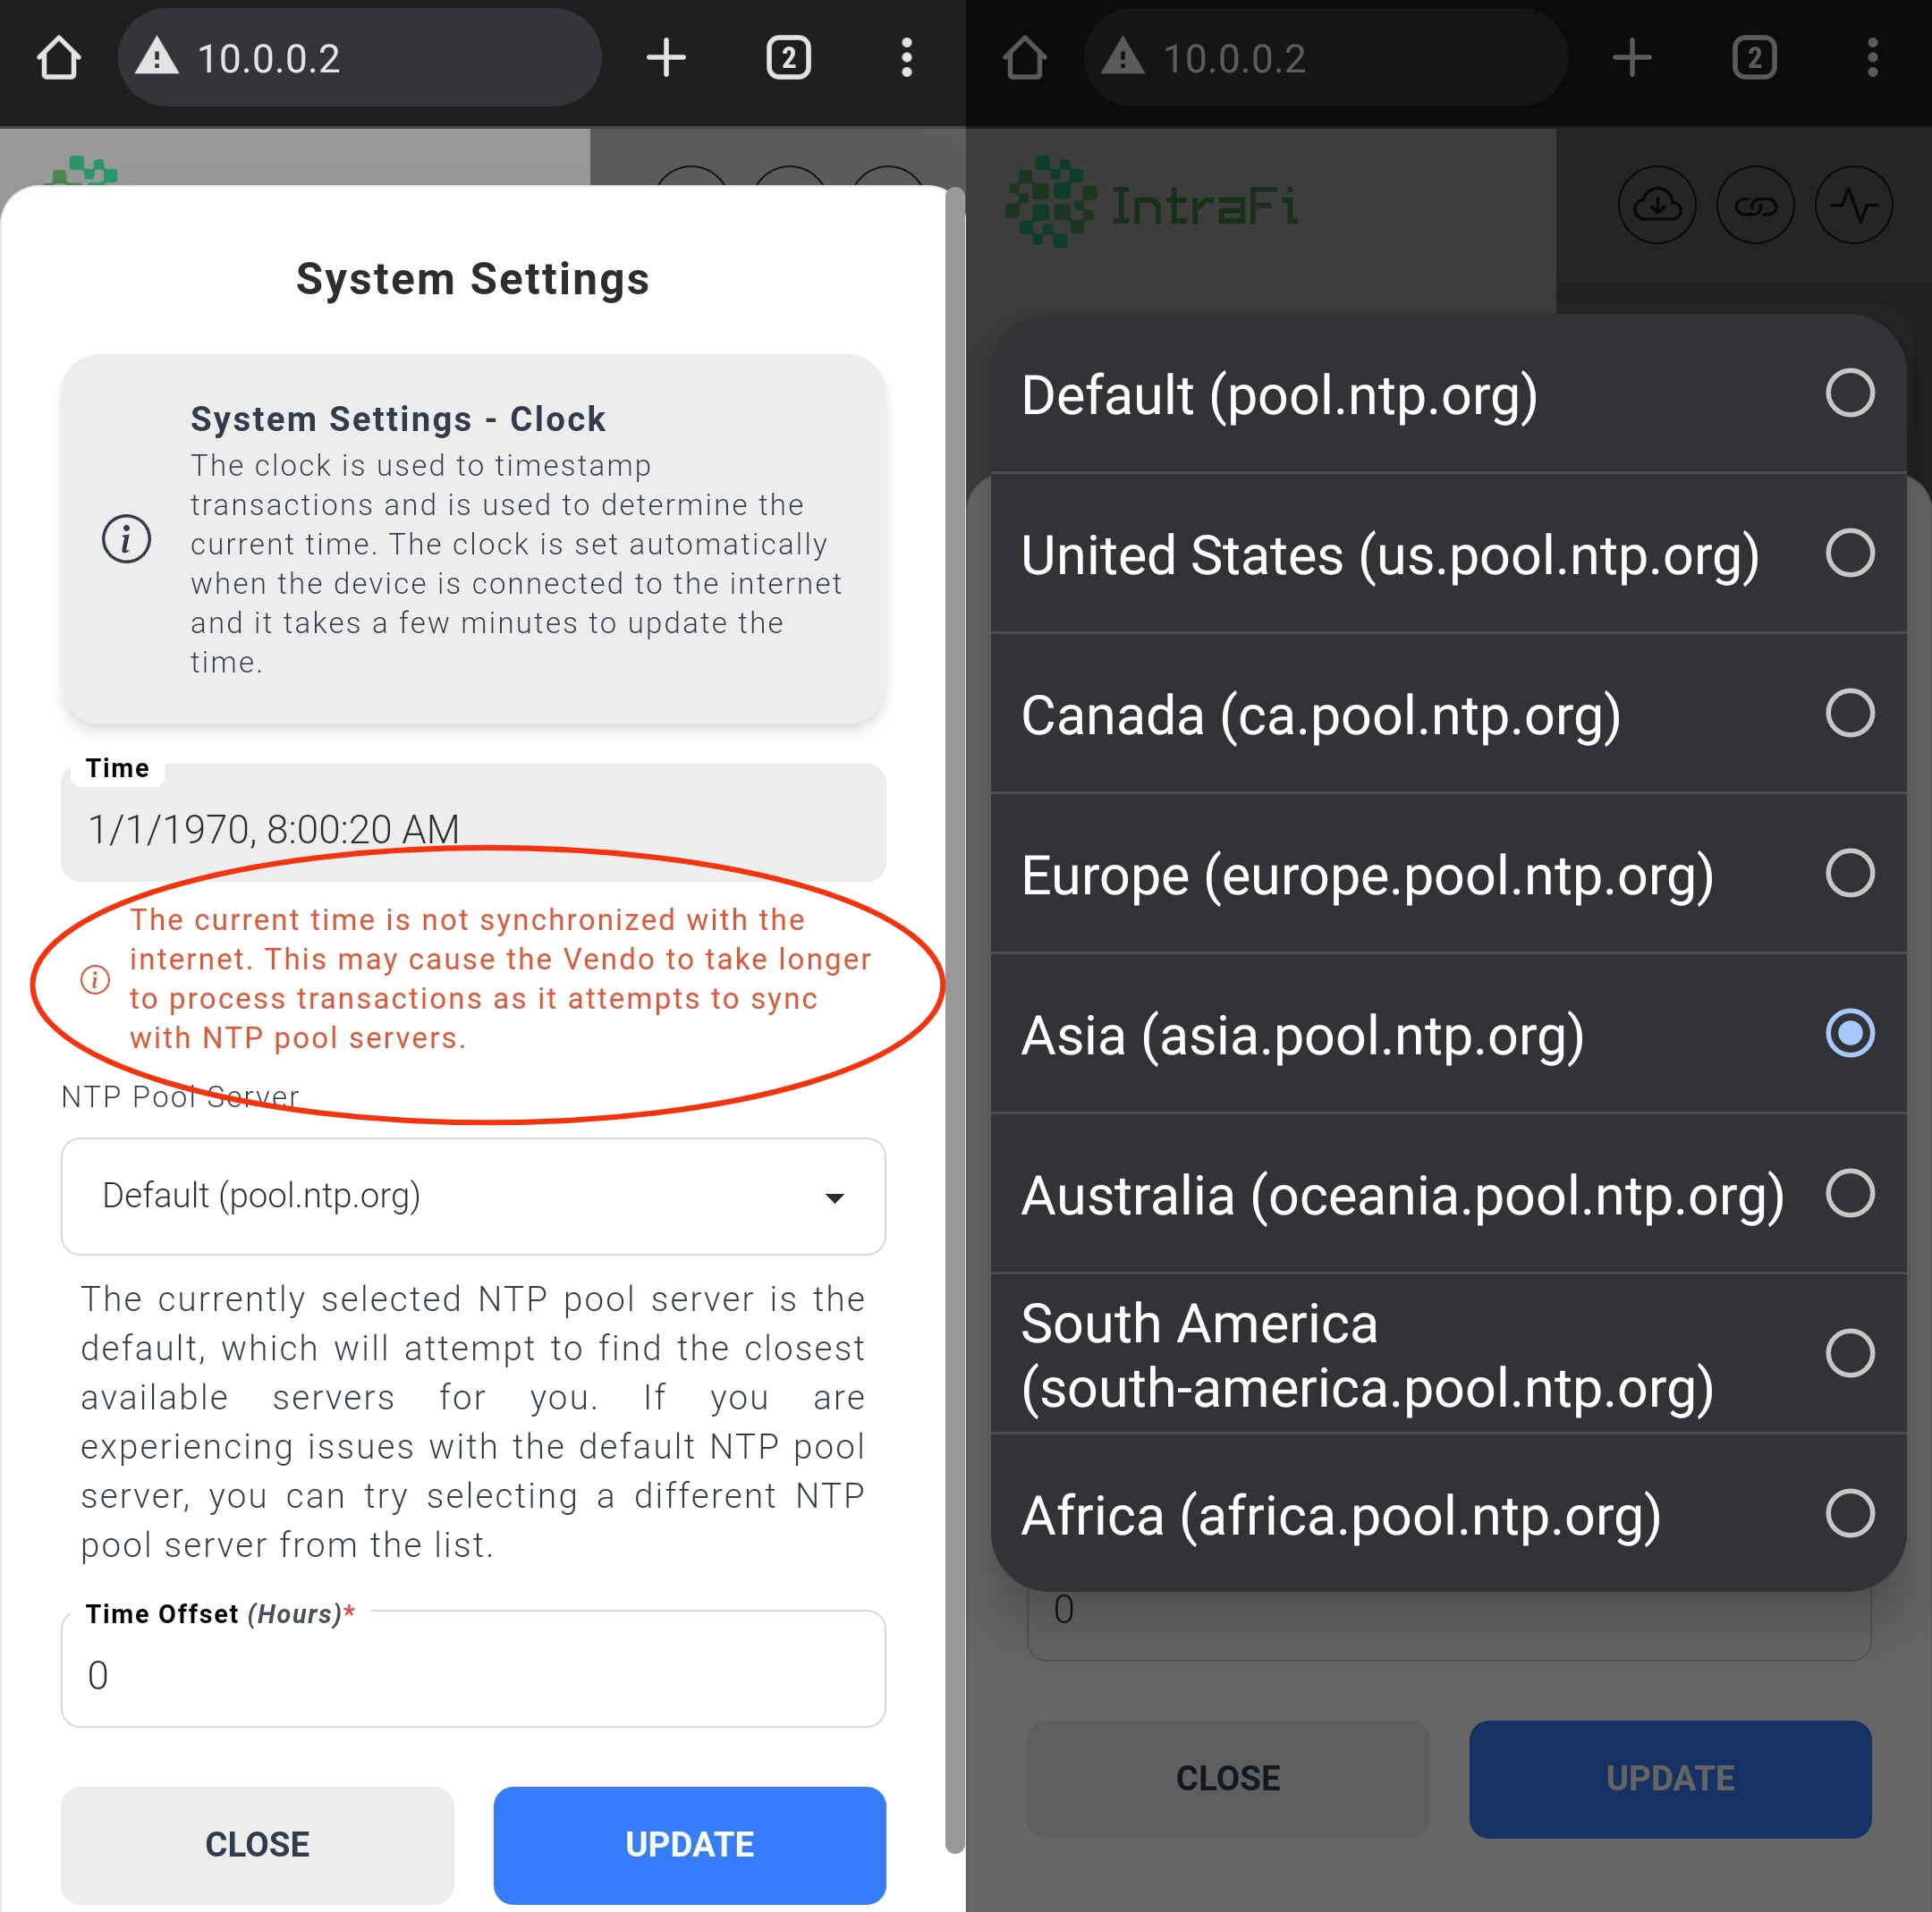 10.0.0.2
2
System Settings
System Settings - Clock
The clock is used to timestamp
transactions and is used to determine the
current time. The clock is set automatically
when the device is connected to the internet
and it takes a few minutes to update the
time.
Time
1/1/1970, 8:00:20 AM
The current time is not synchronized with the
internet. This may cause the Vendo to take longer
to process transactions as it attempts to sync
with NTP pool servers.
NTP Pool Server
Default (pool.ntp.org)
The currently selected NTP pool server is the
default, which will attempt to find the closest
available servers for you. If you are
experiencing issues with the default NTP pool
server, you can try selecting a different NTP
pool server from the list.
Time Offset (Hours)*
0
CLOSE
UPDATE
10.0.0.2
2
IntraFi
Default (pool.ntp.org)
United States (us.pool.ntp.org)
Canada (ca.pool.ntp.org)
Europe (europe.pool.ntp.org)
Asia (asia.pool.ntp.org)
Australia (oceania.pool.ntp.org)
South America
(south-america.pool.ntp.org)
Africa (africa.pool.ntp.org)
0
CLOSE
UPDATE